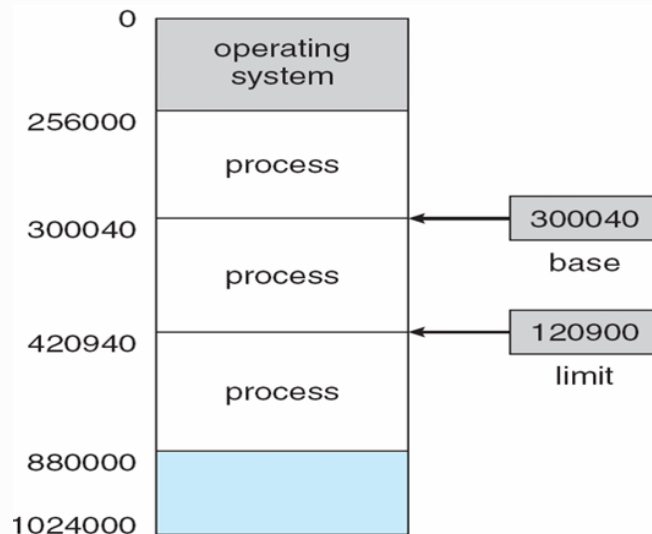 0
operating
system
256000
process
300040
300040
base
process
420940
120900
limit
process
880000
1024000